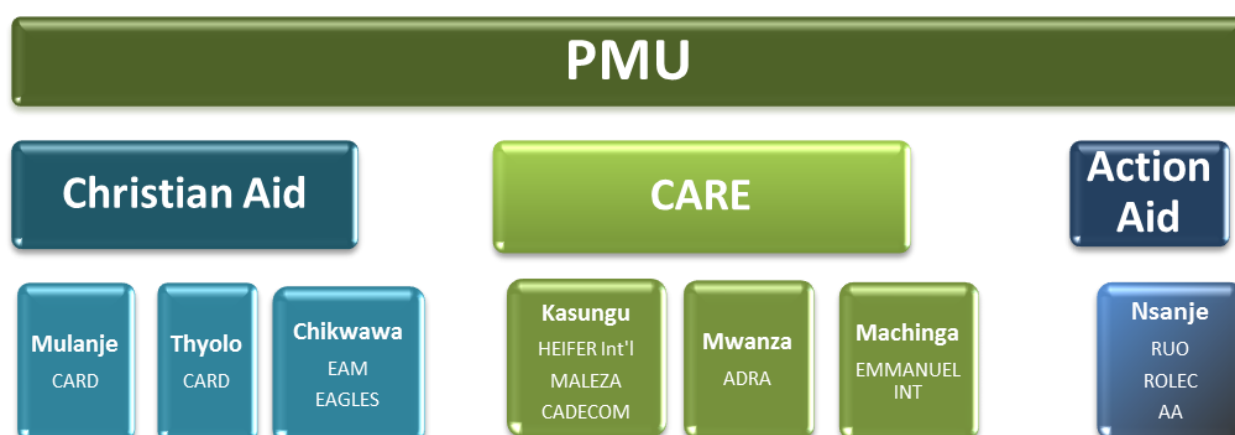 PMU
Christian Aid
CARE
Action
Aid
Mulanje
CARD
Thyolo
CARD
Chikwawa
EAM
EAGLES
Kasungu
HEIFER Int'l
MALEZA
CADECOM
Mwanza
ADRA
Machinga
EMMANUEL
INT
Nsanje
RUO
ROLEC
AA